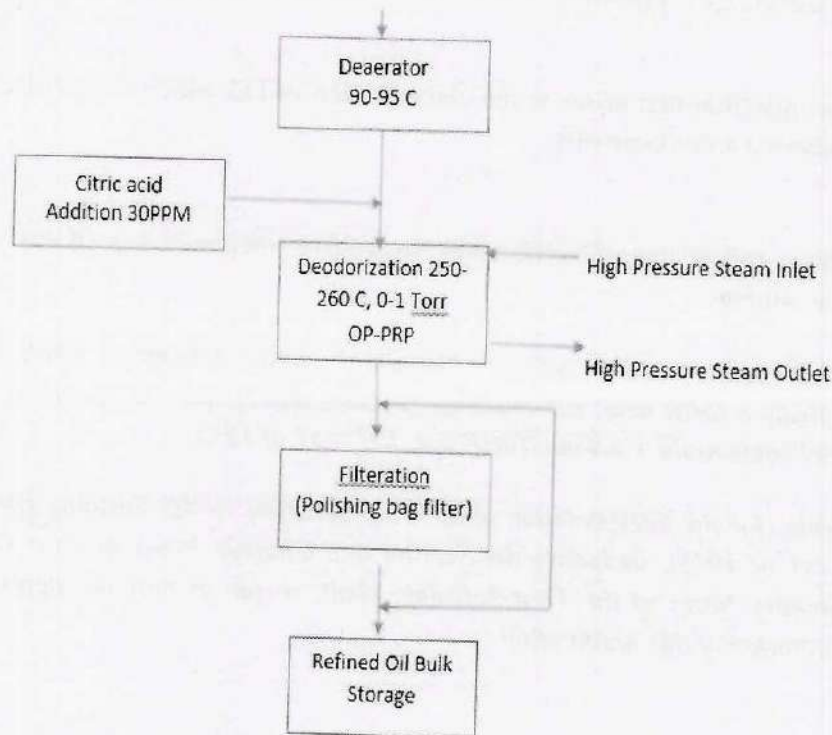 Deaerator
90-95 C
Citric acid
Addition 30PPM
Deodorization 250-
260 C, 0-1 Torr
OP-PRP
High Pressure Steam Inlet
High Pressure Steam Outlet
Filteration
(Polishing bag filter)
Refined Oil Bulk
Storage